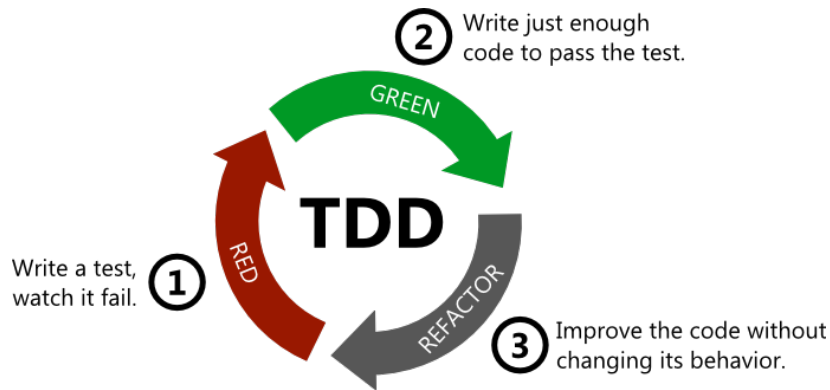 2
Write just enough
code to pass the test.
GREEN
TDD
RED
Write a test,
watch it fail.
1
REFACTOR
3
Improve the code without
changing its behavior.